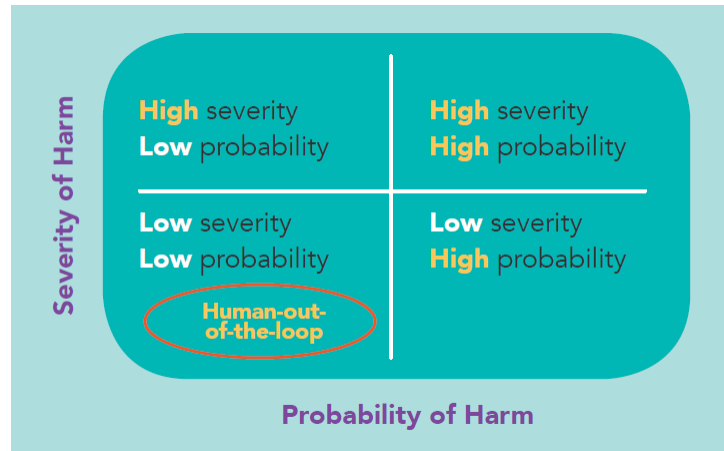 Severity of Harm
High severity
Low probability
High severity
High probability
Low severity
Low probability
Human-out-
of-the-loop
Low severity
High probability
Probability of Harm